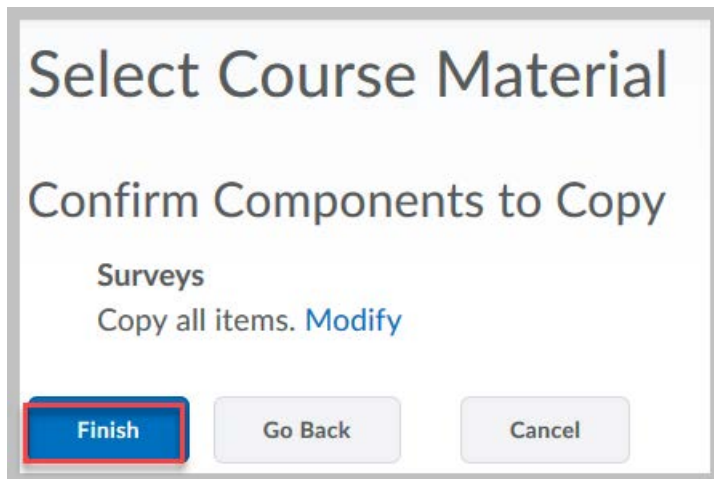 Select Course Material
Confirm Components to Copy
Surveys
Copy all items. Modify
Finish Go Back Cancel